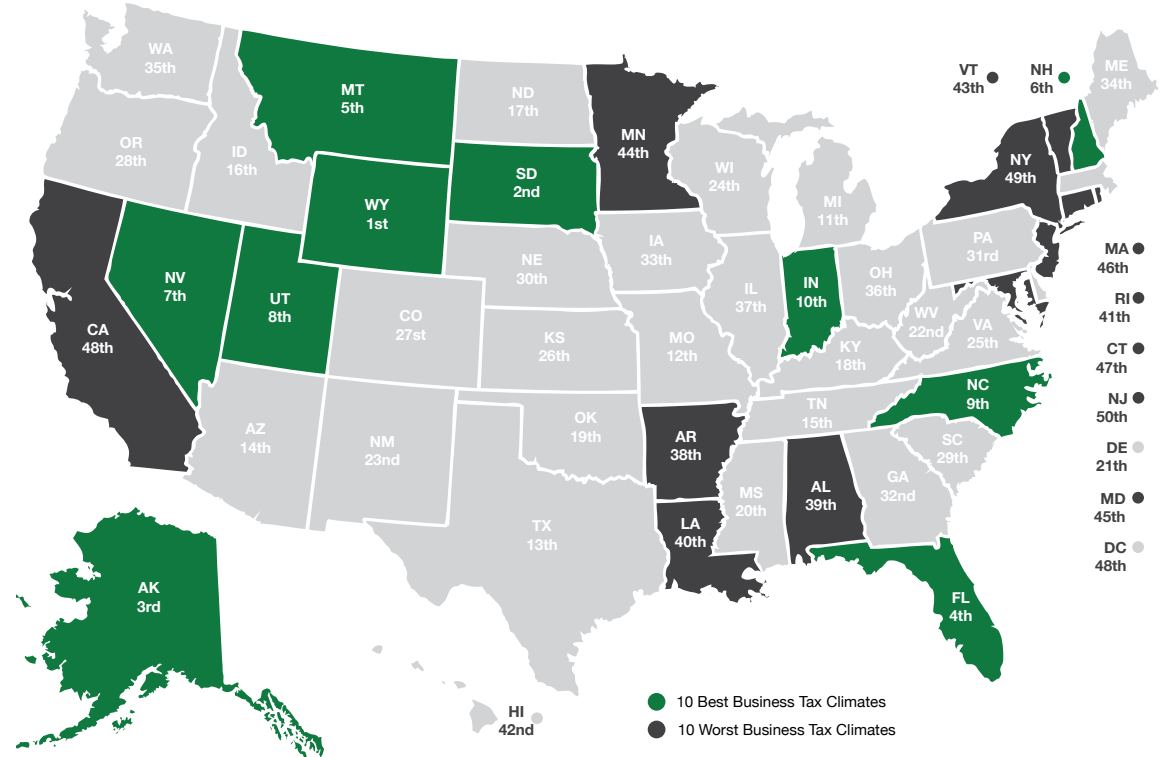 WA
35th
MT
5th
ND
17th
MN
44th
VT
43th
NH
6th
ME
34th
OR
28th
ID
16th
SD
2nd
WI
24th
NY
49th
WY
1st
MI
11th
IA
33th
PA
31rd
MA
46th
NV
7th
UT
8th
NE
30th
IL
37th
IN
10th
OH
36th
RI
41th
CA
48th
CO
27st
KS
26th
MO
12th
WV
22nd
VA
25th
KY
18th
CT
47th
NC
9th
NJ
50th
AZ
14th
NM
23nd
OK
19th
AR
38th
TN
15th
SC
29th
DE
21th
TX
13th
LA
40th
MS
20th
AL
39th
GA
32nd
MD
45th
DC
48th
AK
3rd
FL
4th
HI
42nd
10 Best Business Tax Climates
10 Worst Business Tax Climates